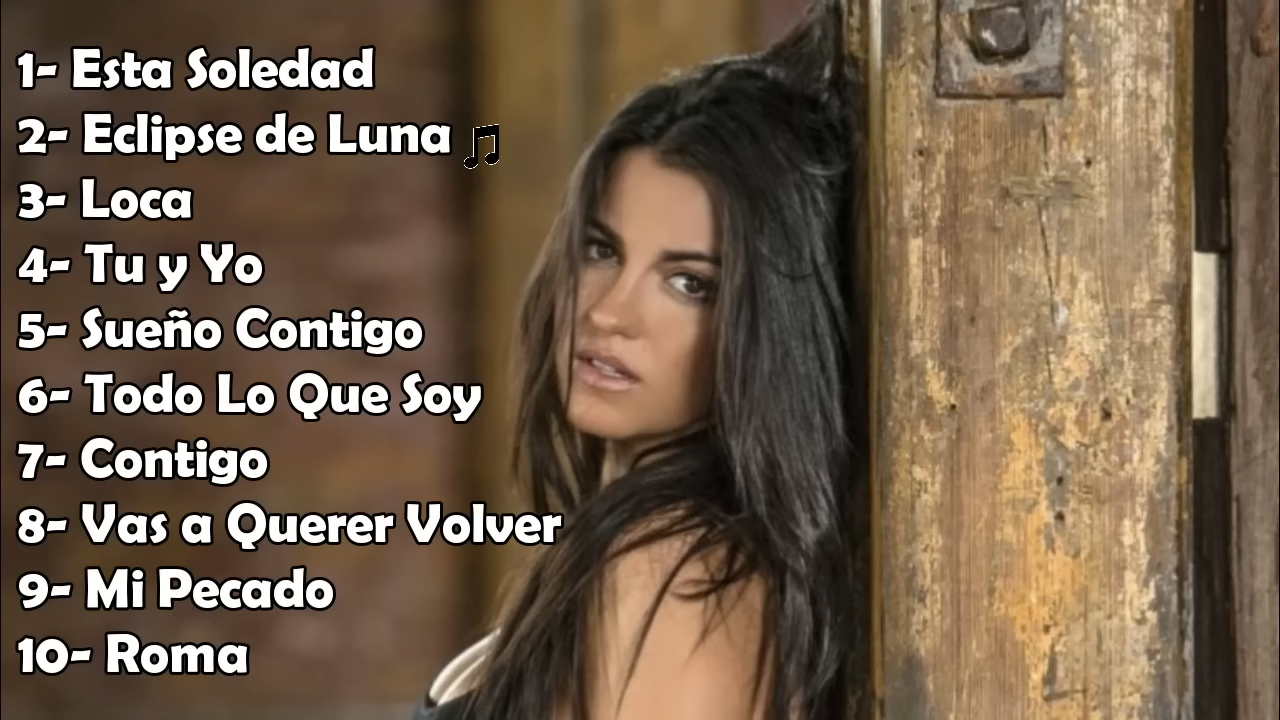 1- Esta Soledad
2- Eclipse de Luna
3- Loca
4- Tu y Yo
5- Sueño Contigo
6- Todo Lo Que Soy
7- Contigo
8- Vas a Querer Volver
9- Mi Pecado
10- Roma